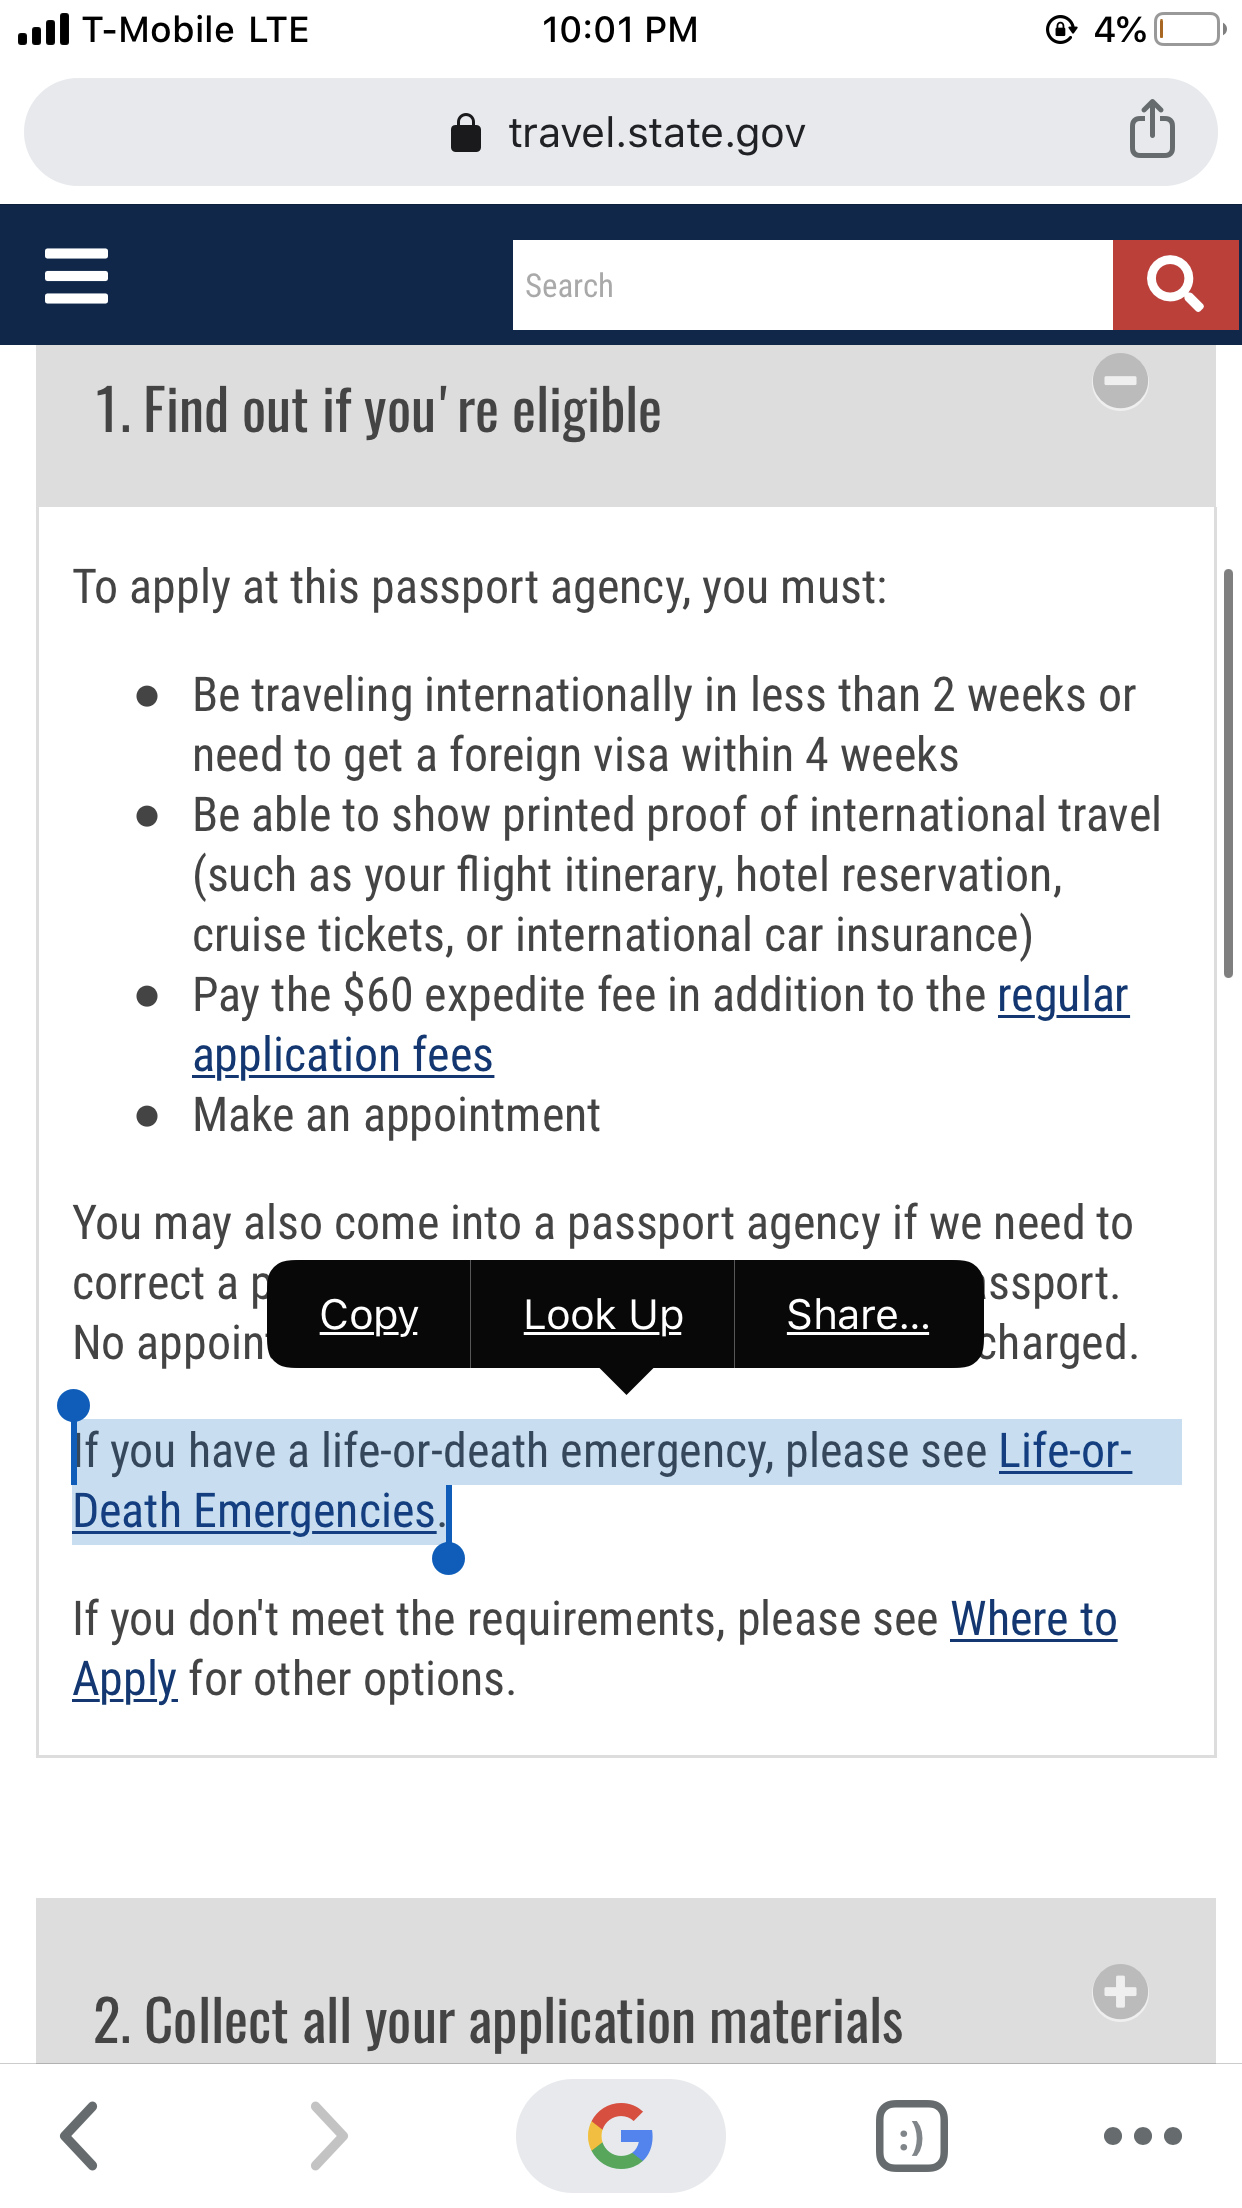 T-Mobile LTE 10:01 PM 4%
travel.state.gov
Search
1. Find out if you're eligible
To apply at this passport agency, you must:
● Be traveling internationally in less than 2 weeks or
need to get a foreign visa within 4 weeks
● Be able to show printed proof of international travel
(such as your flight itinerary, hotel reservation,
cruise tickets, or international car insurance)
● Pay the $60 expedite fee in addition to the regular
application fees
● Make an appointment
You may also come into a passport agency if we need to
correct a
No charged.
Copy Look Up Share...
If you have a life-or-death emergency, please see Life-or-
Death Emergencies.
If you don't meet the requirements, please see Where to
Apply for other options.
2. Collect all your application materials
:)